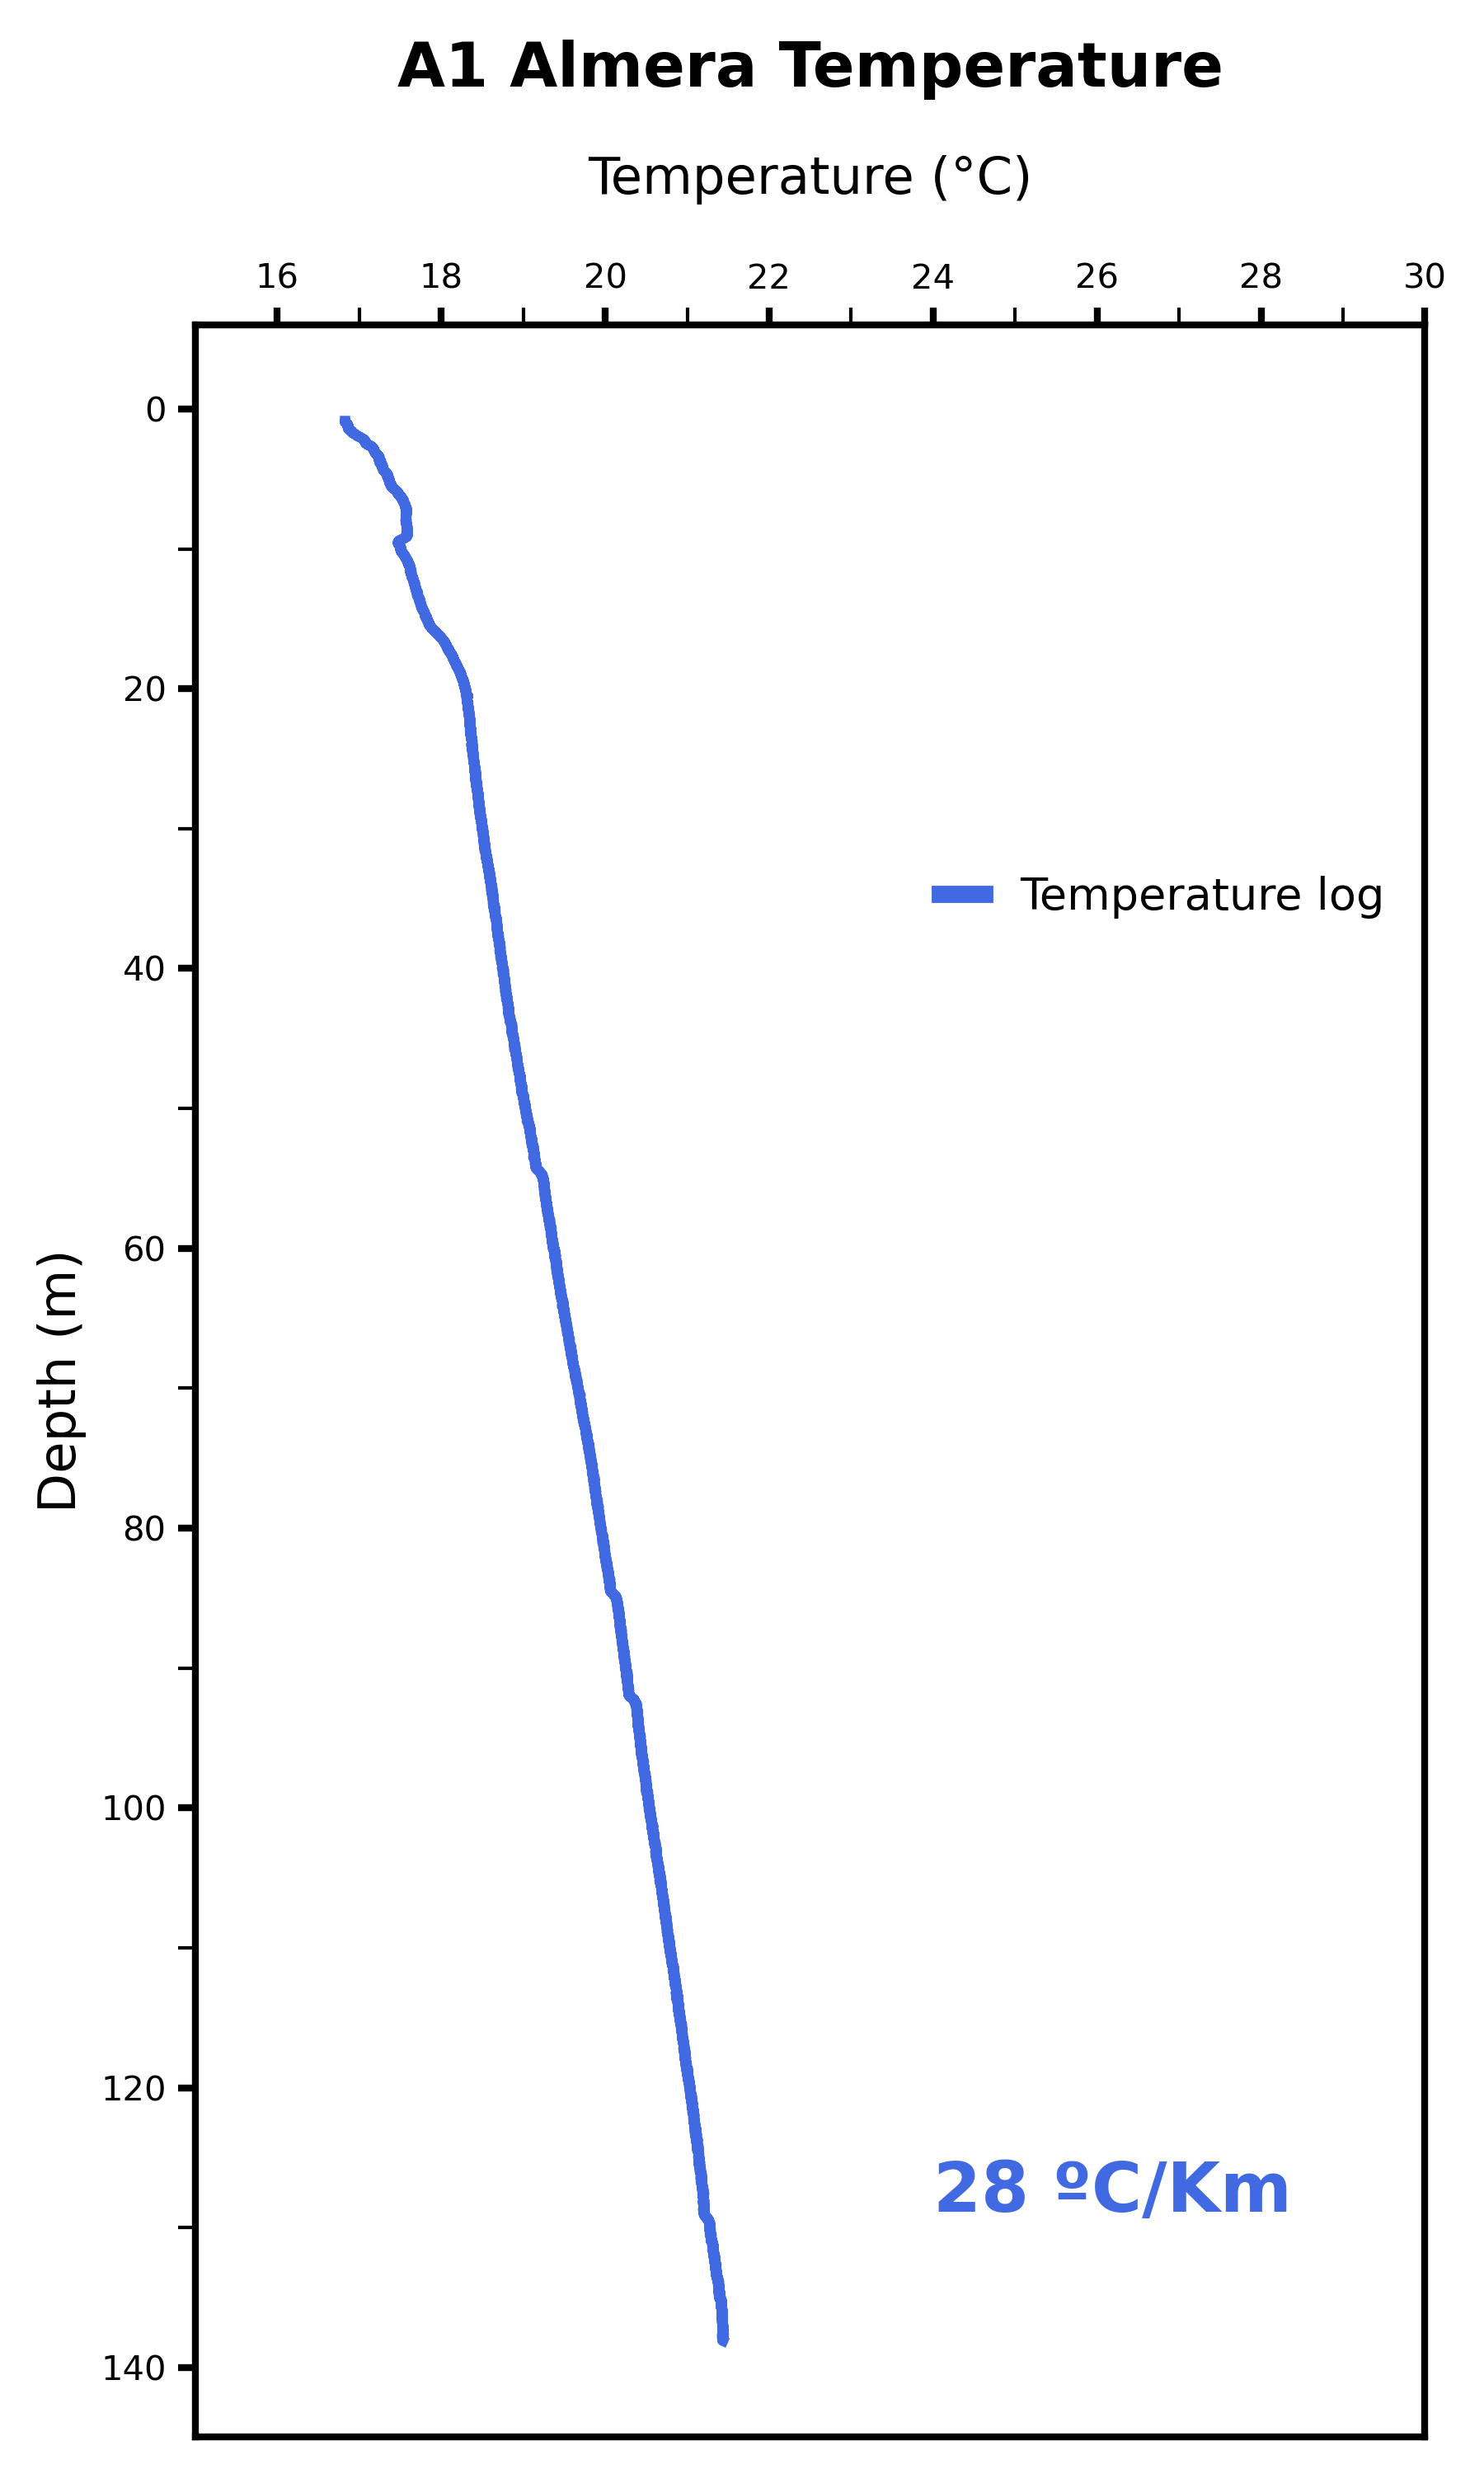 A1 Almera Temperature
Temperature (°C)
16 18 20 22 24 26 28 30
0
20
Temperature log
40
60
Depth (m)
80
100
120
28 ºC/Km
140